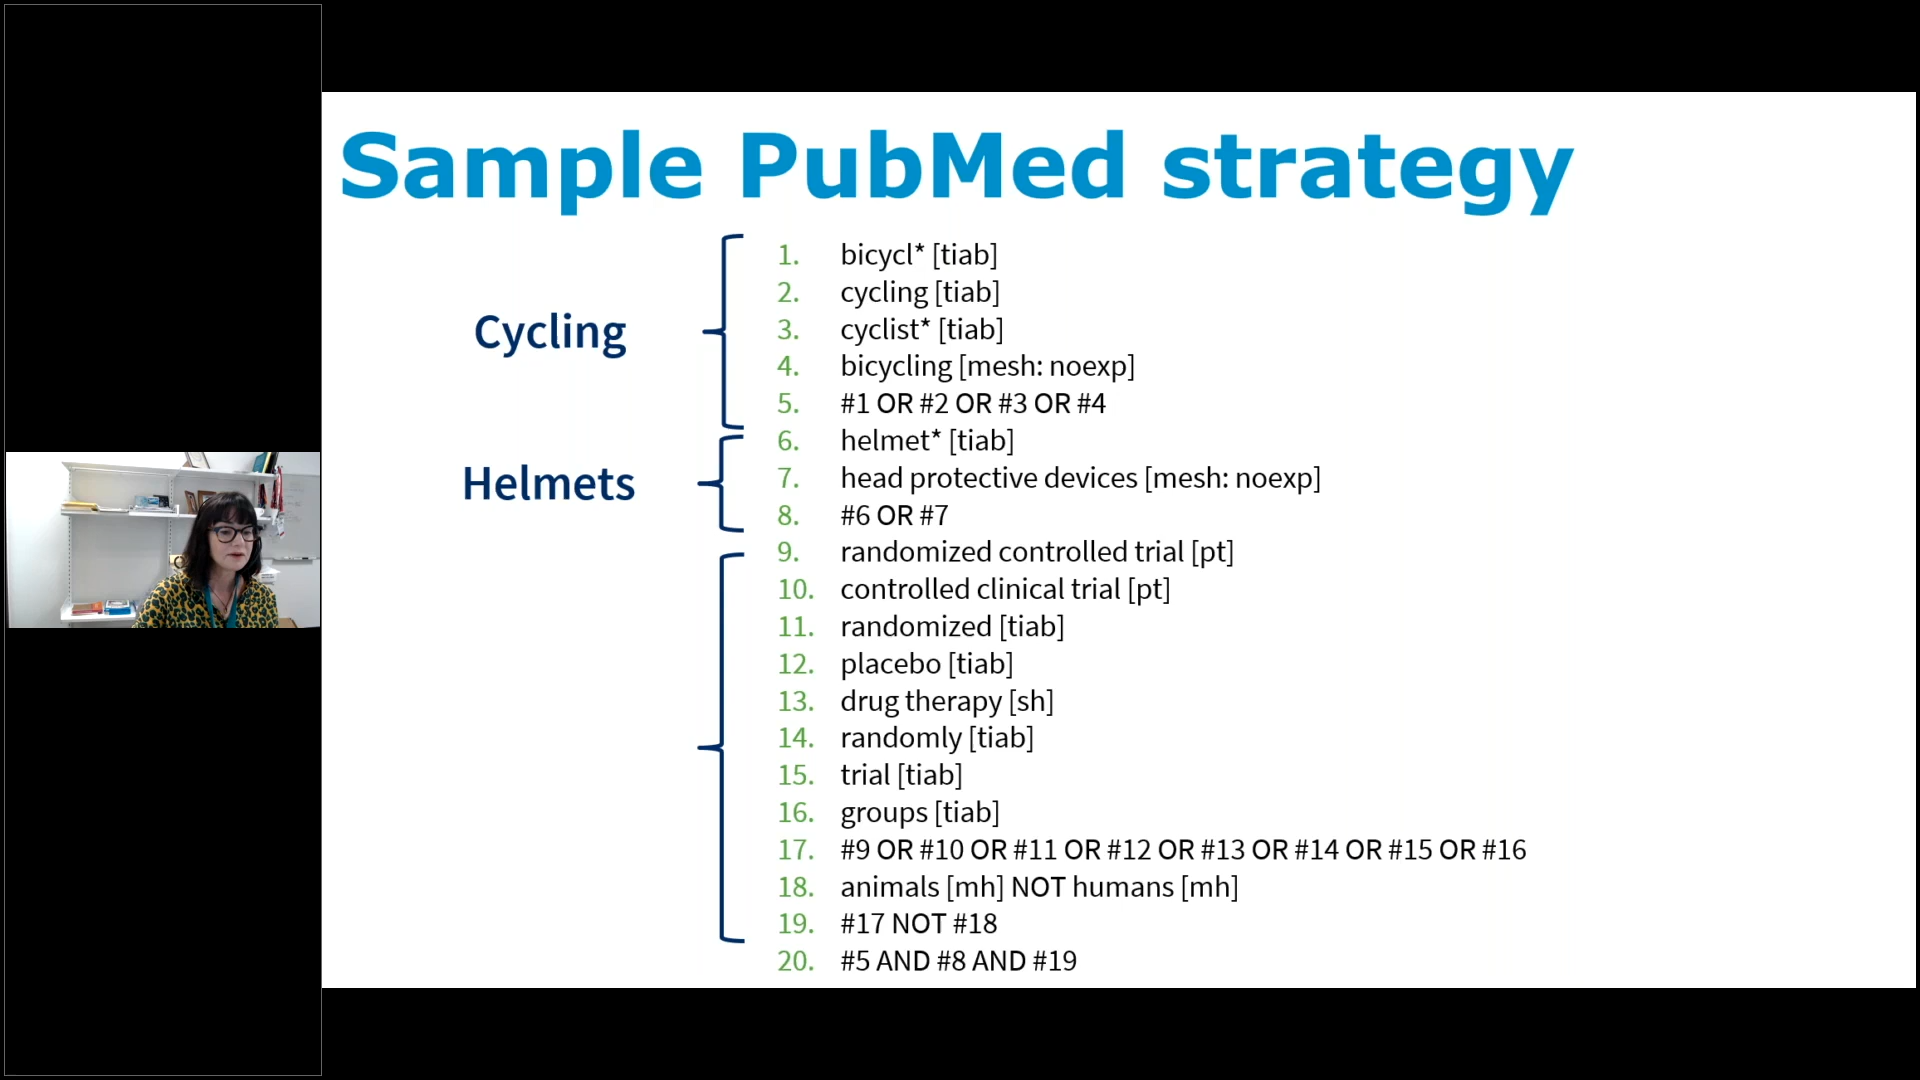 Sample PubMed strategy
Cycling
1. bicycl* [tiab]
2. cycling [tiab]
3. cyclist* [tiab]
4. bicycling [mesh: noexp]
5. #1 OR #2 OR #3 OR #4
Helmets
6. helmet* [tiab]
7. head protective devices [mesh: noexp]
8. #6 OR #7
9. randomized controlled trial [pt]
10. controlled clinical trial [pt]
11. randomized [tiab]
12. placebo [tiab]
13. drug therapy [sh]
14. randomly [tiab]
15. trial [tiab]
16. groups [tiab]
17. #9 OR #10 OR #11 OR #12 OR #13 OR #14 OR #15 OR #16
18. animals [mh] NOT humans [mh]
19. #17 NOT #18
20. #5 AND #8 AND #19